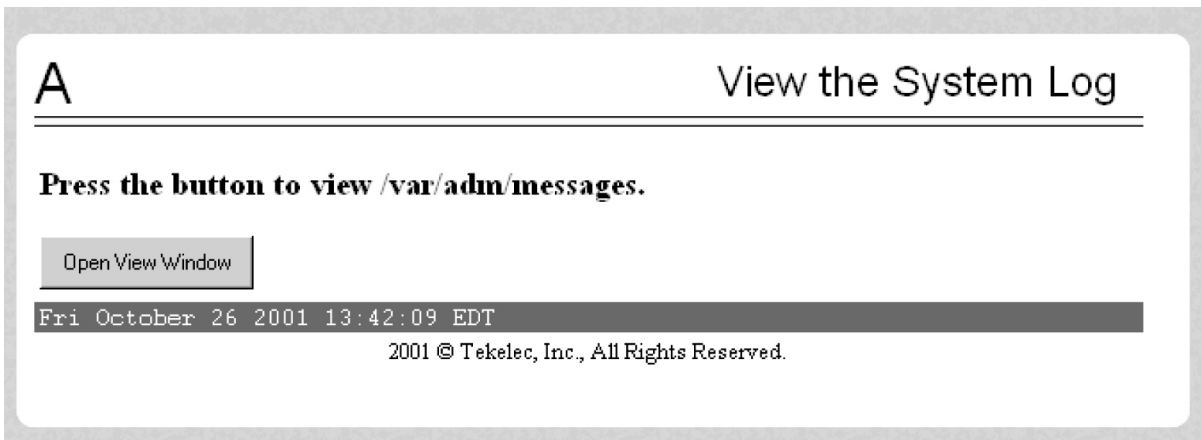 A
View the System Log
Press the button to view /var/adm/messages.
Open View Window
Fri October 26 2001 13:42:09 EDT
2001 © Tekelec, Inc., All Rights Reserved.